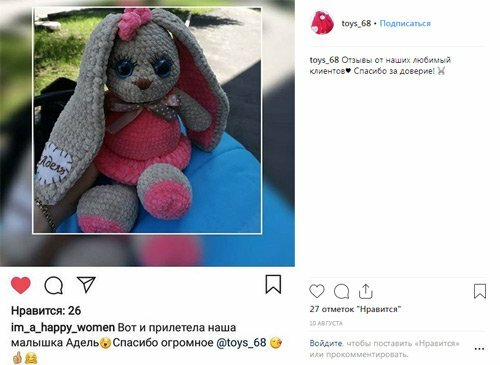 Адель
Нравится: 26
im_a_happy_women Вот и прилетела наша
малышка Адель😮Спасибо огромное @toys_68 😘
👍🤗
toys_68 • Подписаться
toys_68 Отзывы от наших любимый
клиентов♥ Спасибо за доверие! 🐰
27 отметок "Нравится"
10 АВГУСТА
Войдите, чтобы поставить «Нравится»
или прокомментировать.